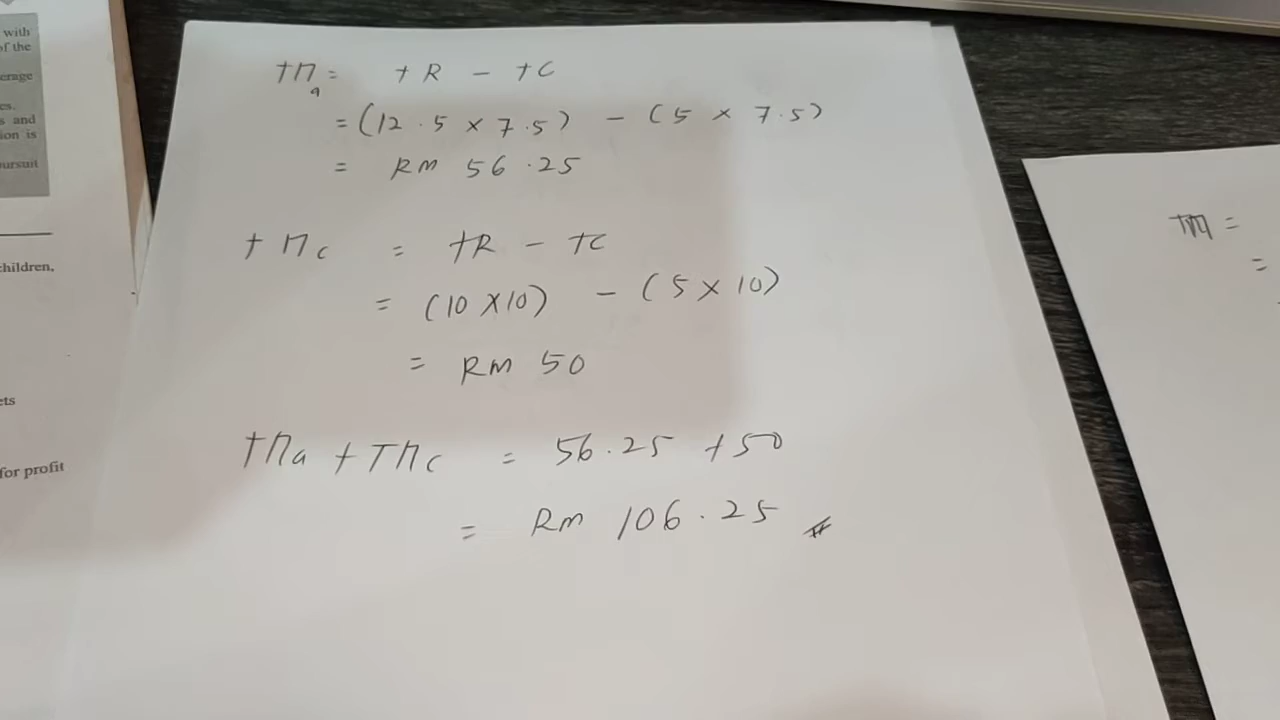 with
of the
erage
es.
s and
ion is
ursuit
children,
ets
for profit
TΠa = TR - TC
= (12.5 x 7.5) - (5 x 7.5)
= RM 56.25
TΠc = TR - TC
= (10 x 10) - (5 x 10)
= RM 50
TΠa + TΠc = 56.25 + 50
= RM 106.25 #
TΠ =
=